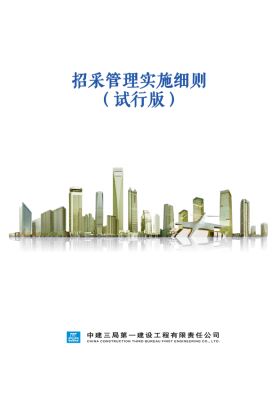 招采管理实施细则
（试行版）
中建三局第一建设工程有限责任公司
CHINA CONSTRUCTION THIRD BUREAU FIRST ENGINEERING CO., LTD.